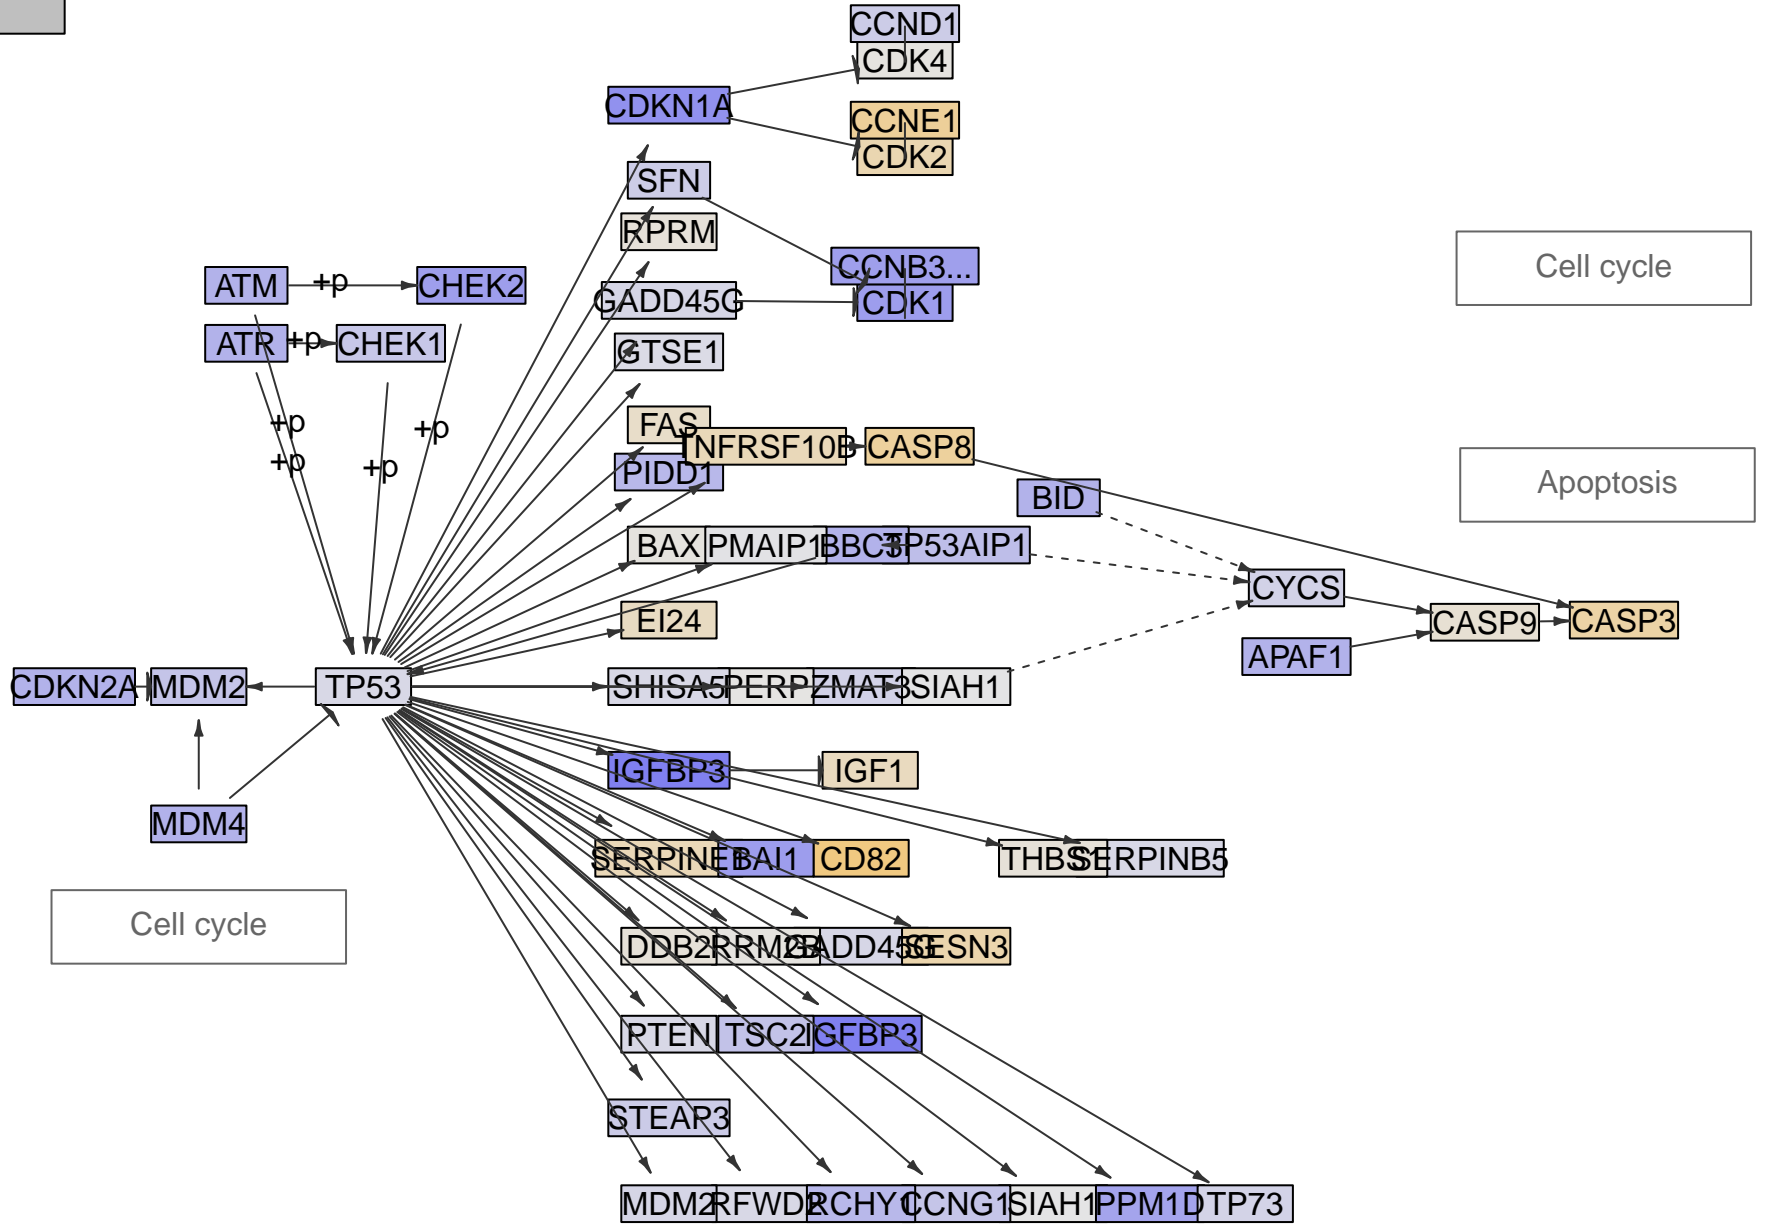 CCND1
CDK4
CDKN1A
CCNE1
CDK2
SFN
RPRM
CCNB3...
Cell cycle
ATM
+p
CHEK2
GADD45G
CDK1
ATR
+p
CHEK1
GTSE1
FAS
+p
+p
TNFRSF10B
CASP8
+p
+p
PIDD1
Apoptosis
BID
BAX
PMAIP1
BBC3
TP53AIP1
CYCS
EI24
CASP9
CASP3
APAF1
CDKN2A
MDM2
TP53
SHISA5
PERP
ZMAT3
SIAH1
IGFBP3
IGF1
MDM4
SERPINE1
BAI1
CD82
THBS1
SERPINB5
Cell cycle
DDB2
RRM2B
GADD45G
SESN3
PTEN
TSC2
IGFBP3
STEAP3
MDM2
RFWD2
RCHY1
CCNG1
SIAH1
PPM1D
TP73